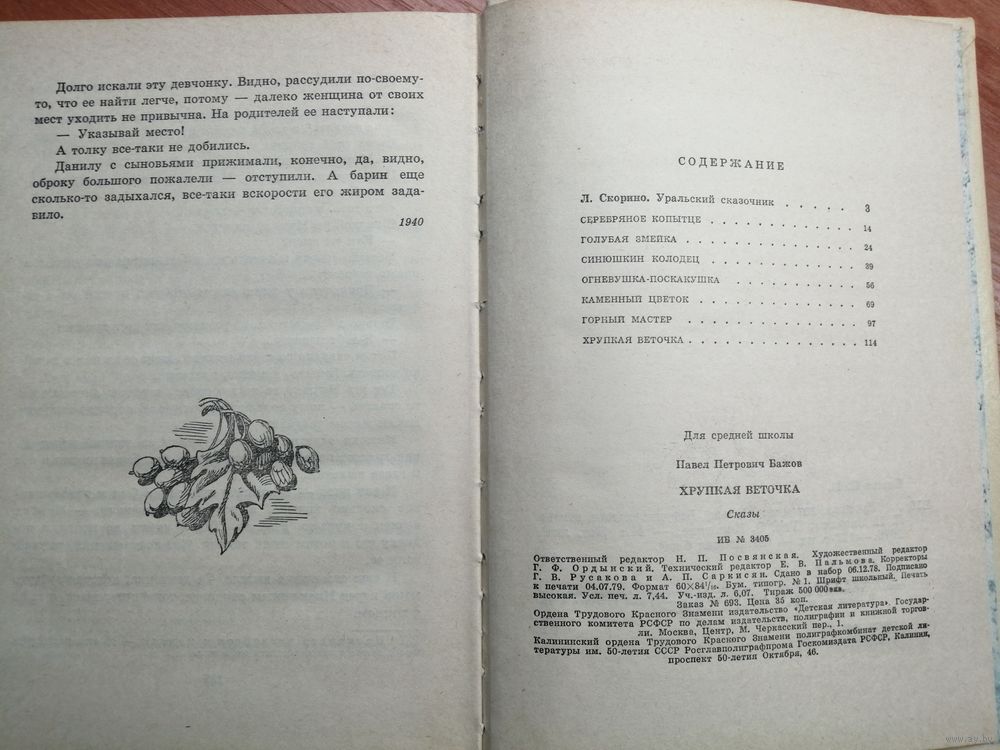 Долго искали эту девчонку. Видно, рассудили по-своему-
то, что ее найти легче, потому — далеко женщина от своих
мест уходить не привычна. На родителей ее наступали:
— Указывай место!
А толку все-таки не добились.
Данилу с сыновьями прижимали, конечно, да, видно,
оброку большого пожалели — отступили. А барин еще
сколько-то задыхался, все-таки вскорости его жиром зада-
вило.
1940
СОДЕРЖАНИЕ
Л. Скорино. Уральский сказочник . . . . . 3
СЕРЕБРЯНОЕ КОПЫТЦЕ . . . . . . . . . . . 14
ГОЛУБАЯ ЗМЕЙКА . . . . . . . . . . . . . 24
СИНЮШКИН КОЛОДЕЦ . . . . . . . . . . . 39
ОГНЕВУШКА-ПОСКАКУШКА . . . . . . . . . . 56
КАМЕННЫЙ ЦВЕТОК . . . . . . . . . . . . 69
ГОРНЫЙ МАСТЕР . . . . . . . . . . . . . 97
ХРУПКАЯ ВЕТОЧКА . . . . . . . . . . . . . 114
Для средней школы
Павел Петрович Бажов
ХРУПКАЯ ВЕТОЧКА
Сказы
ИБ № 3405
Ответственный редактор Н. П. Посвянская. Художественный редактор
Г. Ф. Ордынский. Технический редактор Е. В. Пальмова. Корректоры
Г. В. Русакова и А. П. Саркисян. Сдано в набор 06.12.78. Подписано
к печати 04.07.79. Формат 60×84¹/₁₆. Бум. типогр. № 1. Шрифт школьный. Печать
высокая. Усл. печ. л. 7,44. Уч.-изд. л. 6,07. Тираж 500 000 экз.
Заказ № 693. Цена 35 коп.
Ордена Трудового Красного Знамени издательство «Детская литература». Государ-
ственного комитета РСФСР по делам издательств, полиграфии и книжной торгов-
ли. Москва, Центр, М. Черкасский пер., 1.
Калининский ордена Трудового Красного Знамени полиграфкомбинат детской ли-
тературы им. 50-летия СССР Росглавполиграфпрома Госкомиздата РСФСР, Калинин,
проспект 50-летия Октября, 46.
www.ay.by